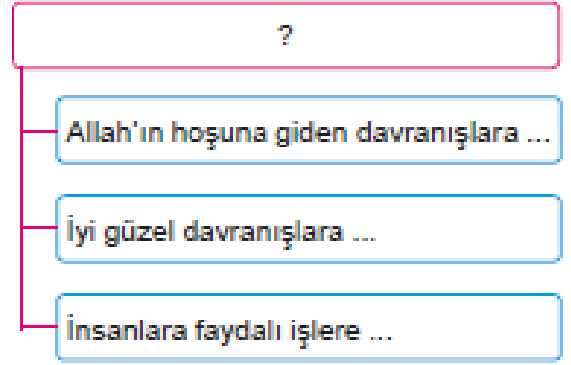 ?
Allah'ın hoşuna giden davranışlara ...
İyi güzel davranışlara ...
İnsanlara faydalı işlere ...